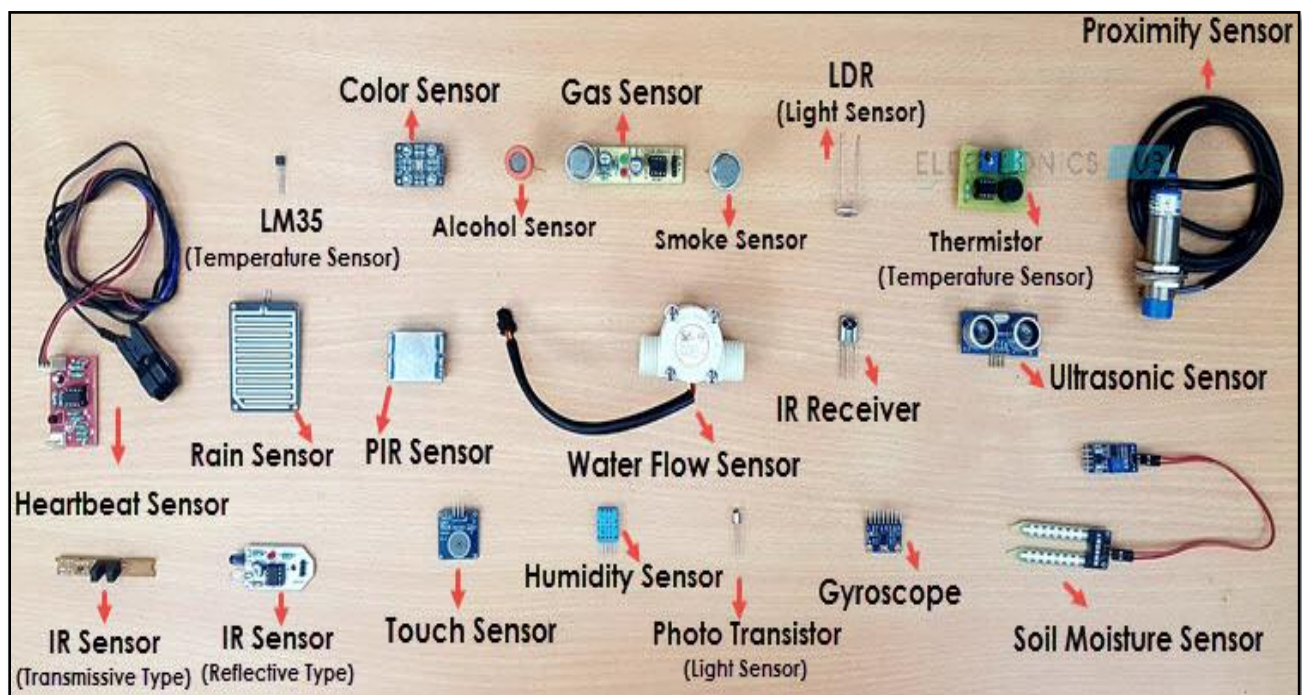 Proximity Sensor
Color Sensor
Gas Sensor
LDR
(Light Sensor)
ELECTRONICS HUB
LM35
(Temperature Sensor)
Alcohol Sensor
Smoke Sensor
Thermistor
(Temperature Sensor)
Heartbeat Sensor
Rain Sensor
PIR Sensor
Water Flow Sensor
IR Receiver
Ultrasonic Sensor
IR Sensor
(Transmissive Type)
IR Sensor
(Reflective Type)
Touch Sensor
Humidity Sensor
Photo Transistor
(Light Sensor)
Gyroscope
Soil Moisture Sensor